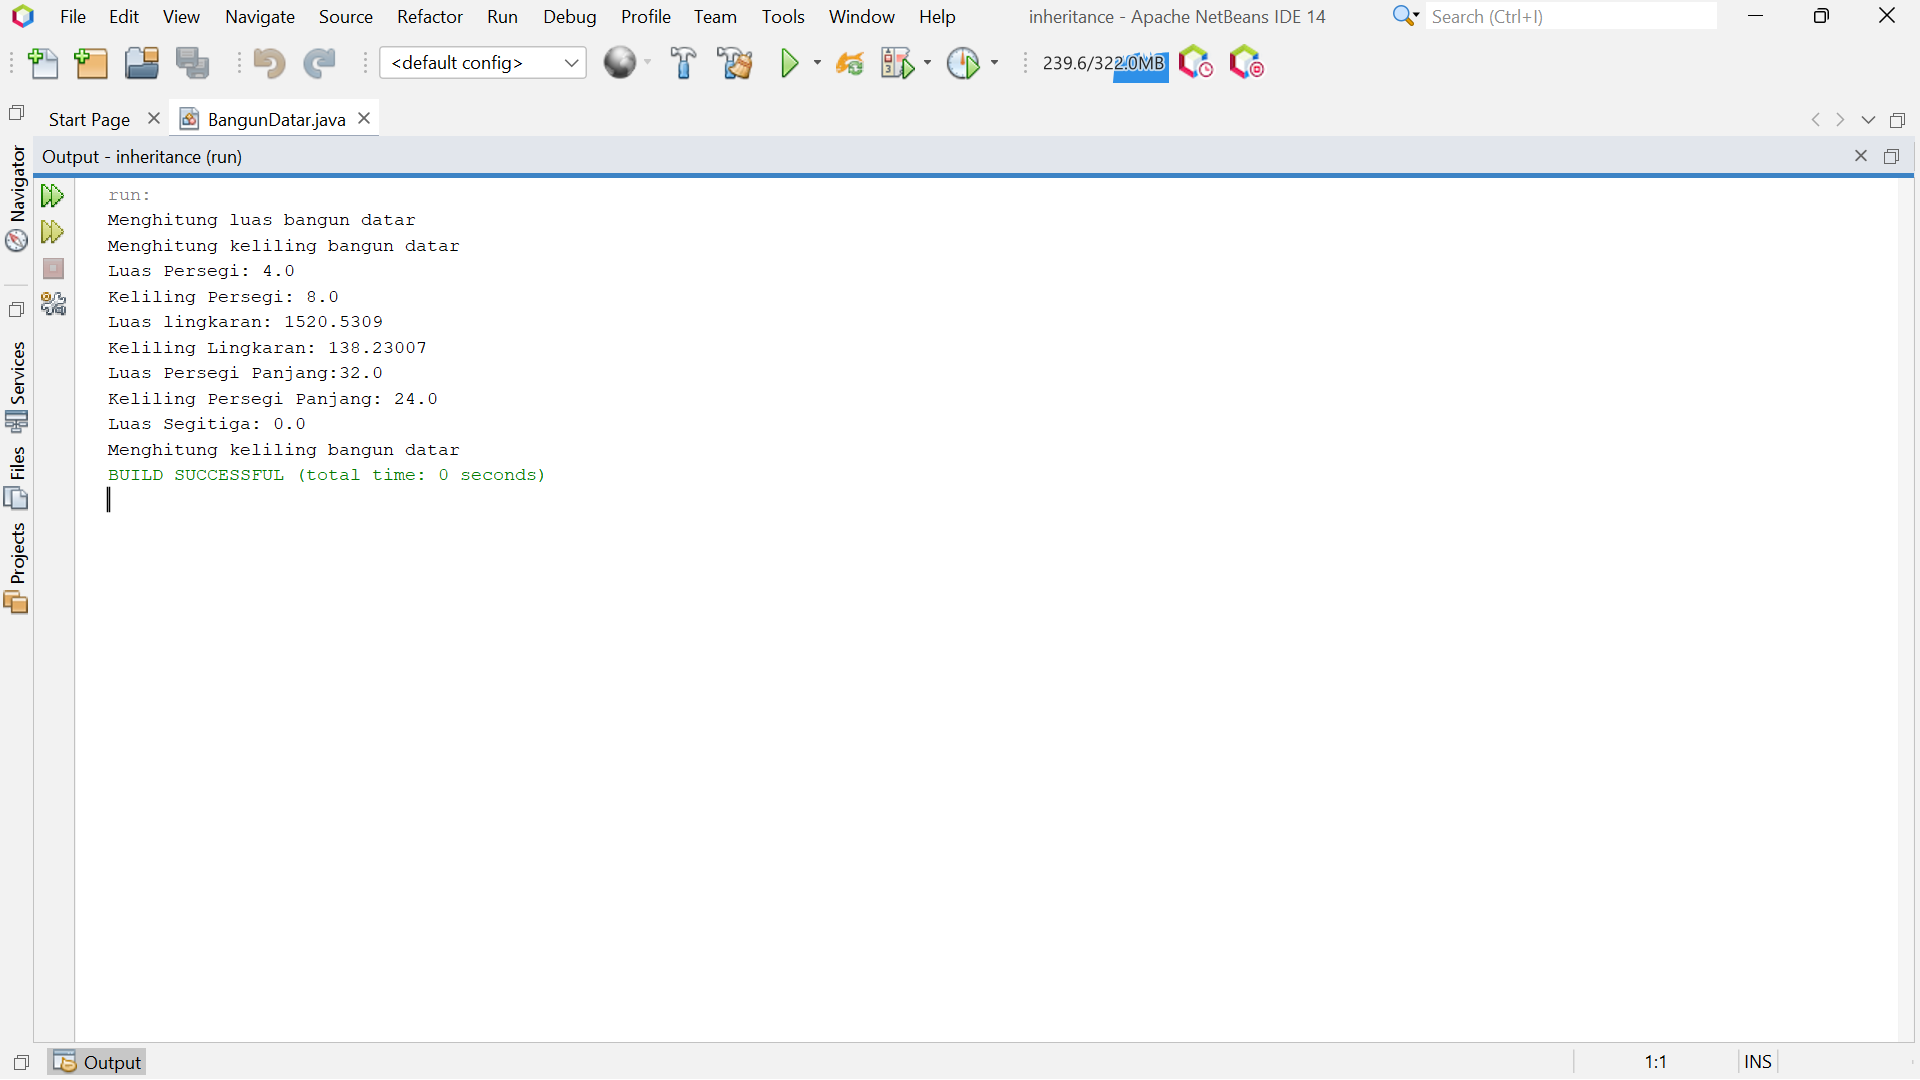 File Edit View Navigate Source Refactor Run Debug Profile Team Tools Window Help inheritance - Apache NetBeans IDE 14 Search (Ctrl+I)
<default config> 239.6/322.0MB
Start Page BangunDatar.java
Output - inheritance (run)
Navigator
Services
Files
Projects
run:
Menghitung luas bangun datar
Menghitung keliling bangun datar
Luas Persegi: 4.0
Keliling Persegi: 8.0
Luas lingkaran: 1520.5309
Keliling Lingkaran: 138.23007
Luas Persegi Panjang:32.0
Keliling Persegi Panjang: 24.0
Luas Segitiga: 0.0
Menghitung keliling bangun datar
BUILD SUCCESSFUL (total time: 0 seconds)
Output 1:1 INS